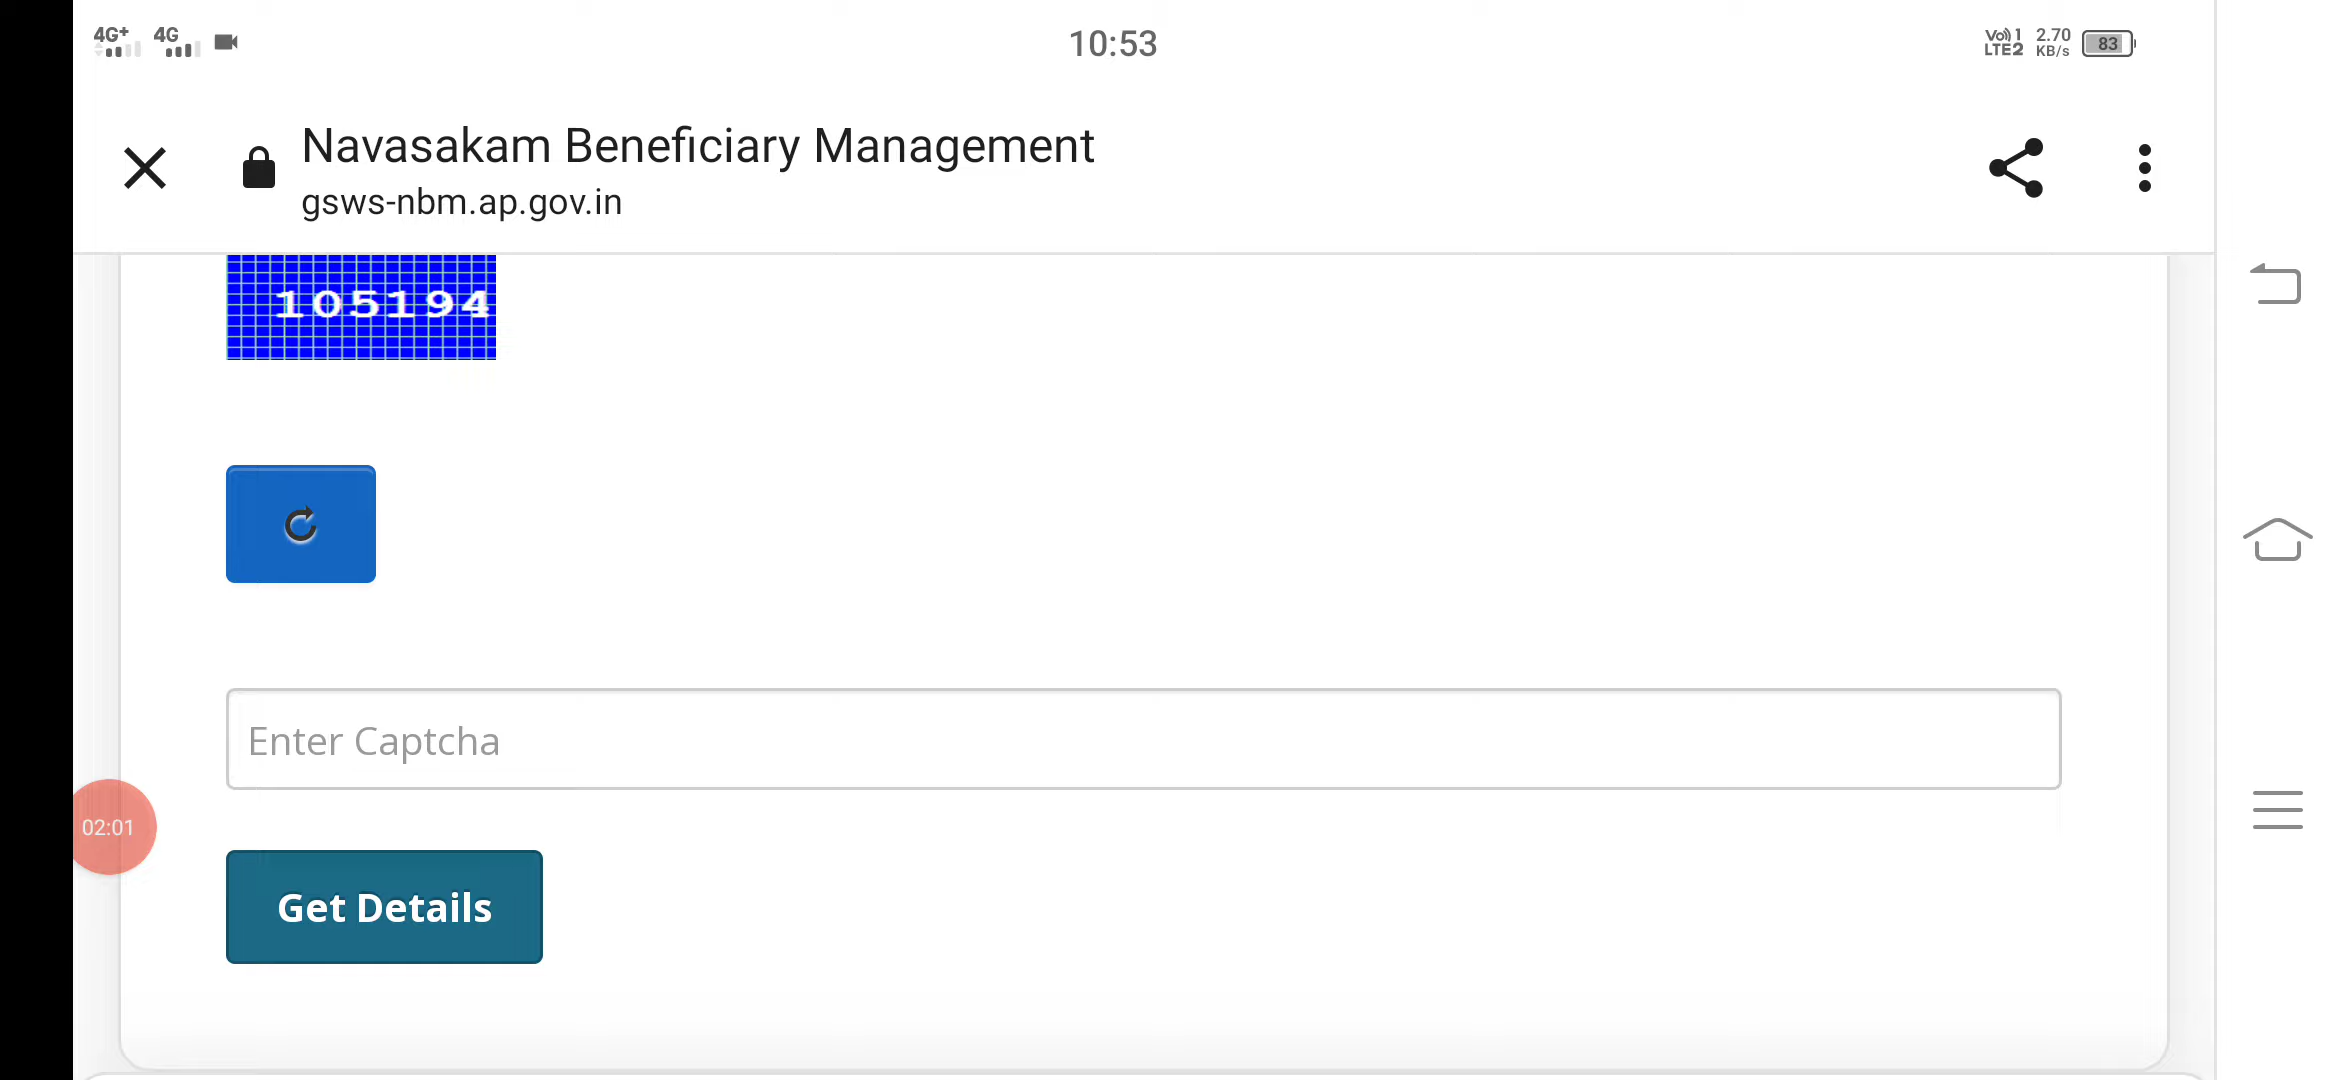 4G+ 4G 10:53 Vo)) 1 LTE2 2.70 KB/s 83
Navasakam Beneficiary Management
gsws-nbm.ap.gov.in
105194
Enter Captcha
02:01
Get Details